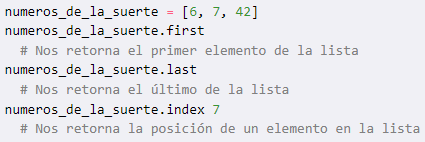 numeros_de_la_suerte = [6, 7, 42]
numeros_de_la_suerte.first
# Nos retorna el primer elemento de la lista
numeros_de_la_suerte.last
# Nos retorna el último de la lista
numeros_de_la_suerte.index 7
# Nos retorna la posición de un elemento en la lista